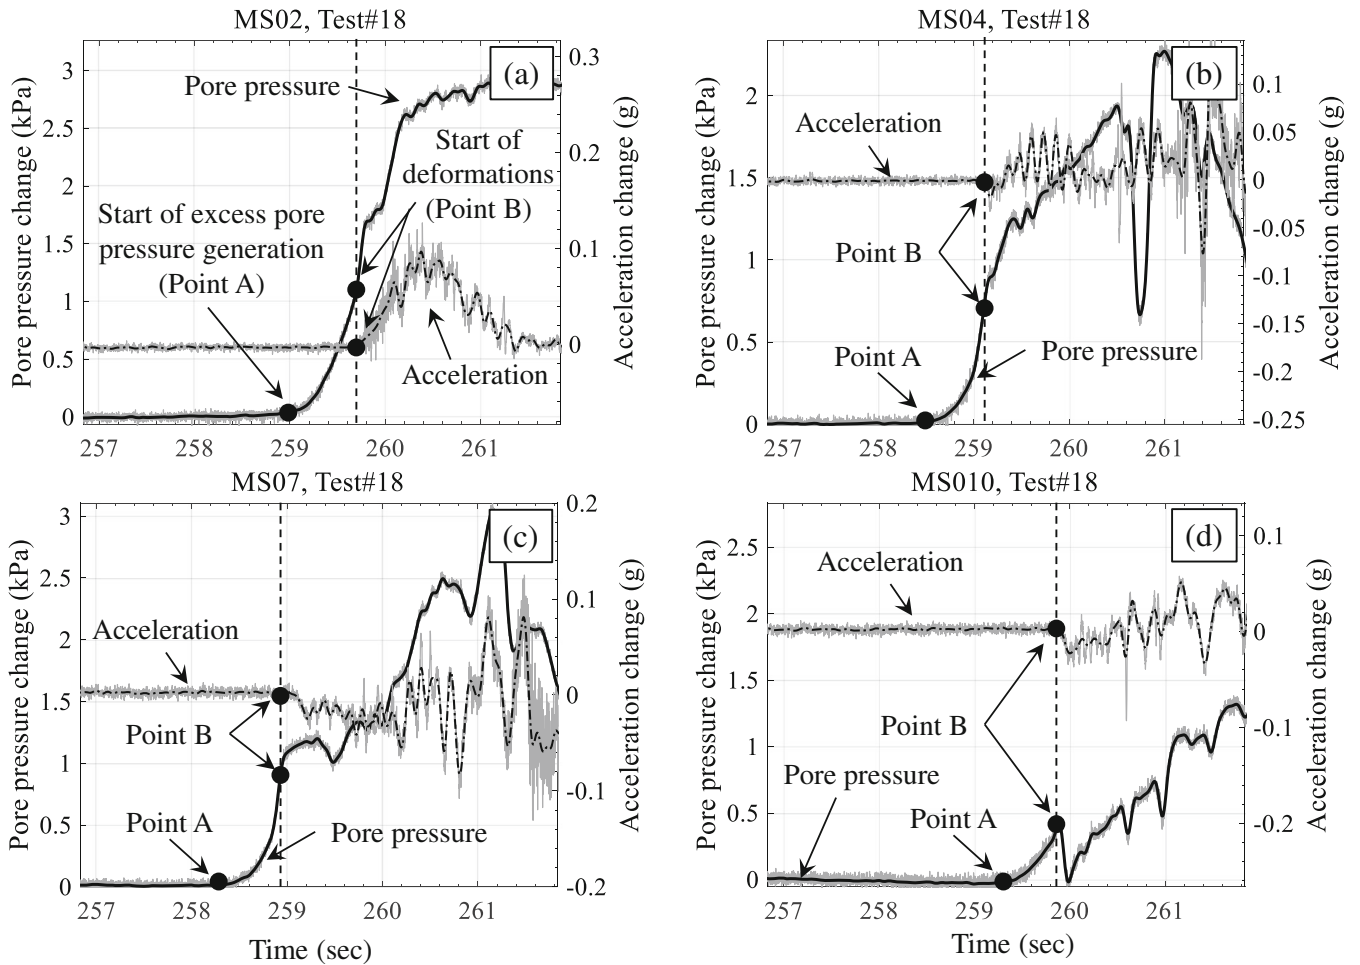 MS02, Test#18
(a)
Pore pressure change (kPa)
3
2.5
2
1.5
1
0.5
0
Pore pressure
Start of
deformations
(Point B)
Start of excess pore
pressure generation
(Point A)
Acceleration
0.3
0.2
0.1
0
Acceleration change (g)
257
258
259
260
261
MS04, Test#18
(b)
Pore pressure change (kPa)
2
1.5
1
0.5
0
Acceleration
Point B
Point A
Pore pressure
0.1
0.05
0
-0.05
-0.1
-0.15
-0.2
-0.25
Acceleration change (g)
257
258
259
260
261
MS07, Test#18
(c)
Pore pressure change (kPa)
3
2.5
2
1.5
1
0.5
0
Acceleration
Point B
Point A
Pore pressure
0.2
0.1
0
-0.1
-0.2
Acceleration change (g)
257
258
259
260
261
Time (sec)
MS010, Test#18
(d)
Pore pressure change (kPa)
2.5
2
1.5
1
0.5
0
Acceleration
Point B
Pore pressure
Point A
0.1
0
-0.1
-0.2
Acceleration change (g)
257
258
259
260
261
Time (sec)